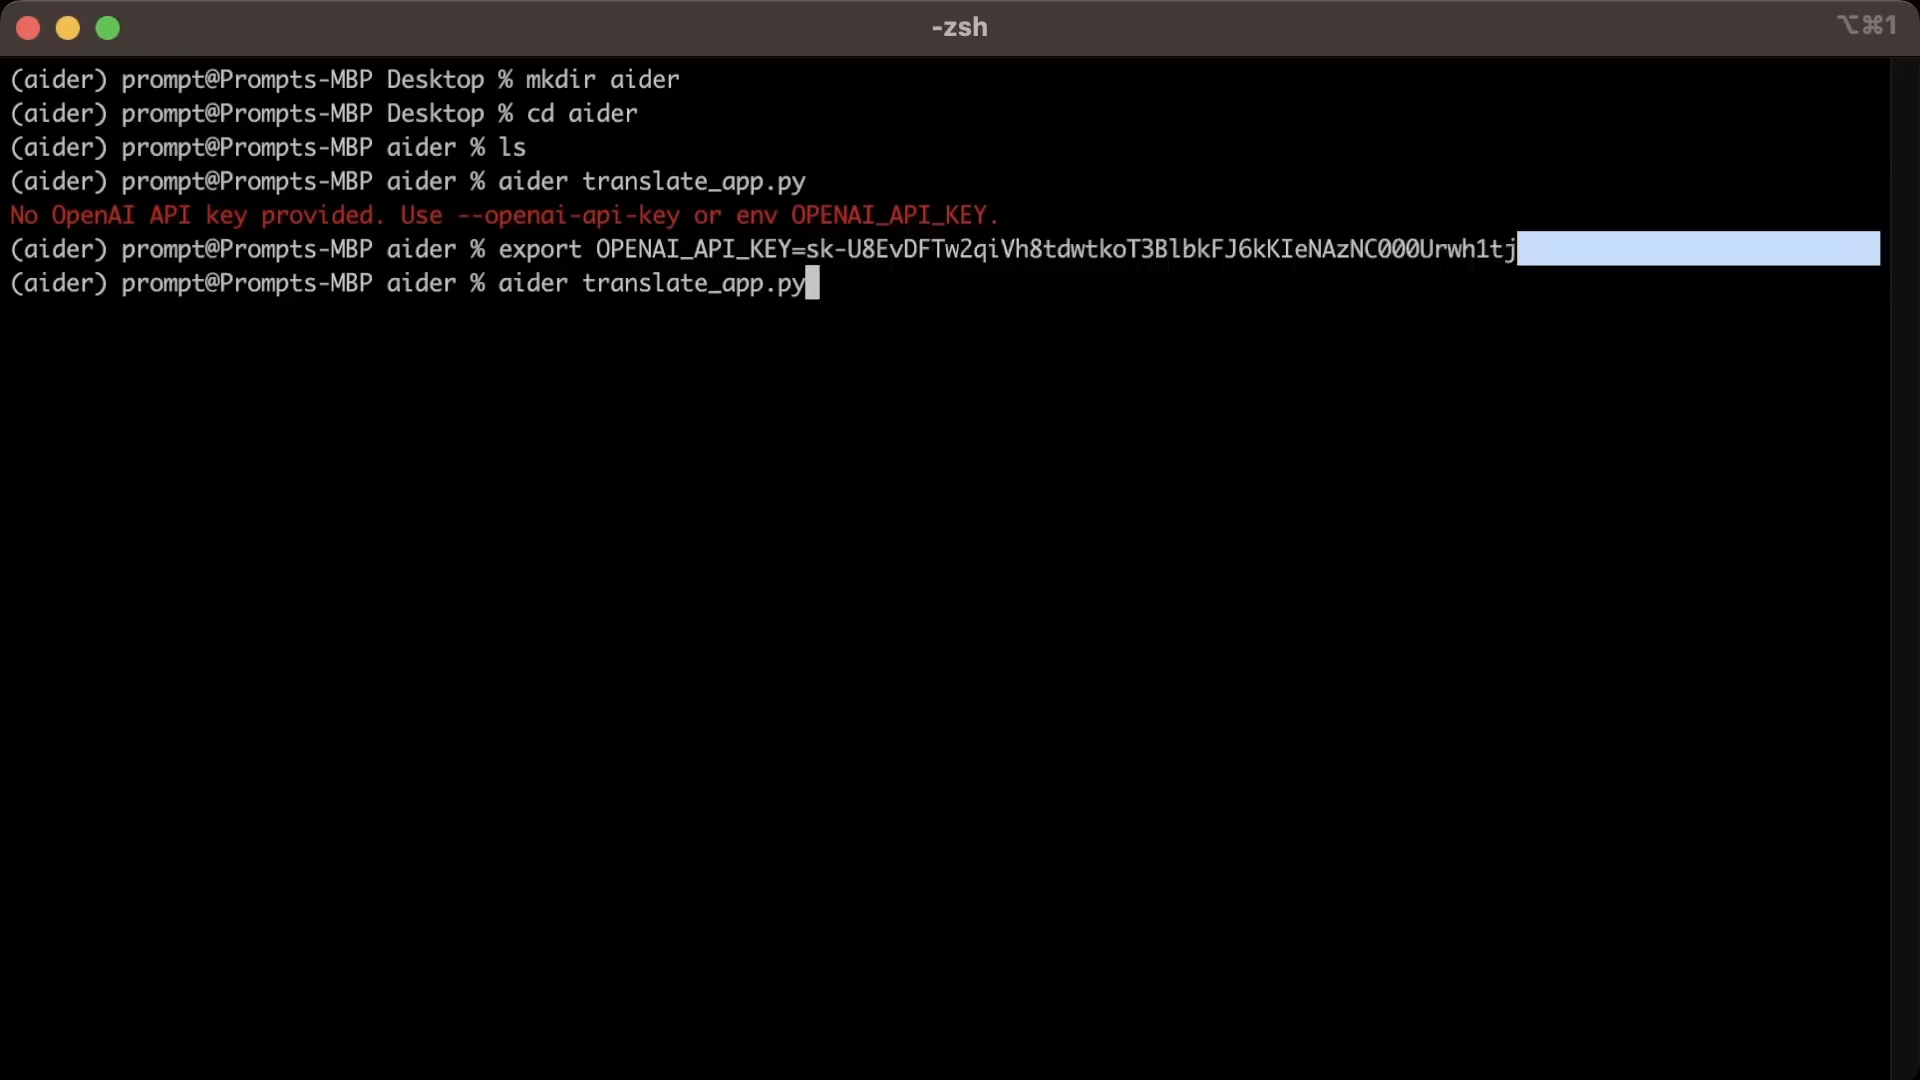 -zsh
⌥⌘1
(aider) prompt@Prompts-MBP Desktop % mkdir aider
(aider) prompt@Prompts-MBP Desktop % cd aider
(aider) prompt@Prompts-MBP aider % ls
(aider) prompt@Prompts-MBP aider % aider translate_app.py
No OpenAI API key provided. Use --openai-api-key or env OPENAI_API_KEY.
(aider) prompt@Prompts-MBP aider % export OPENAI_API_KEY=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
(aider) prompt@Prompts-MBP aider % aider translate_app.py